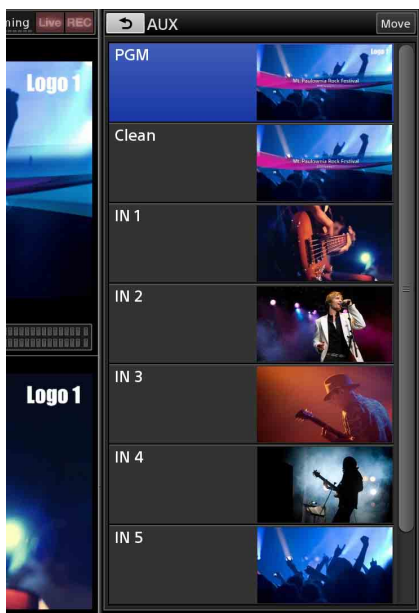 ming Live REC
AUX
Move
Logo 1
PGM
Logo 1
Mt. Paulownia Rock Festival
Clean
Mt. Paulownia Rock Festival
IN 1
IN 2
IN 3
Logo 1
IN 4
IN 5